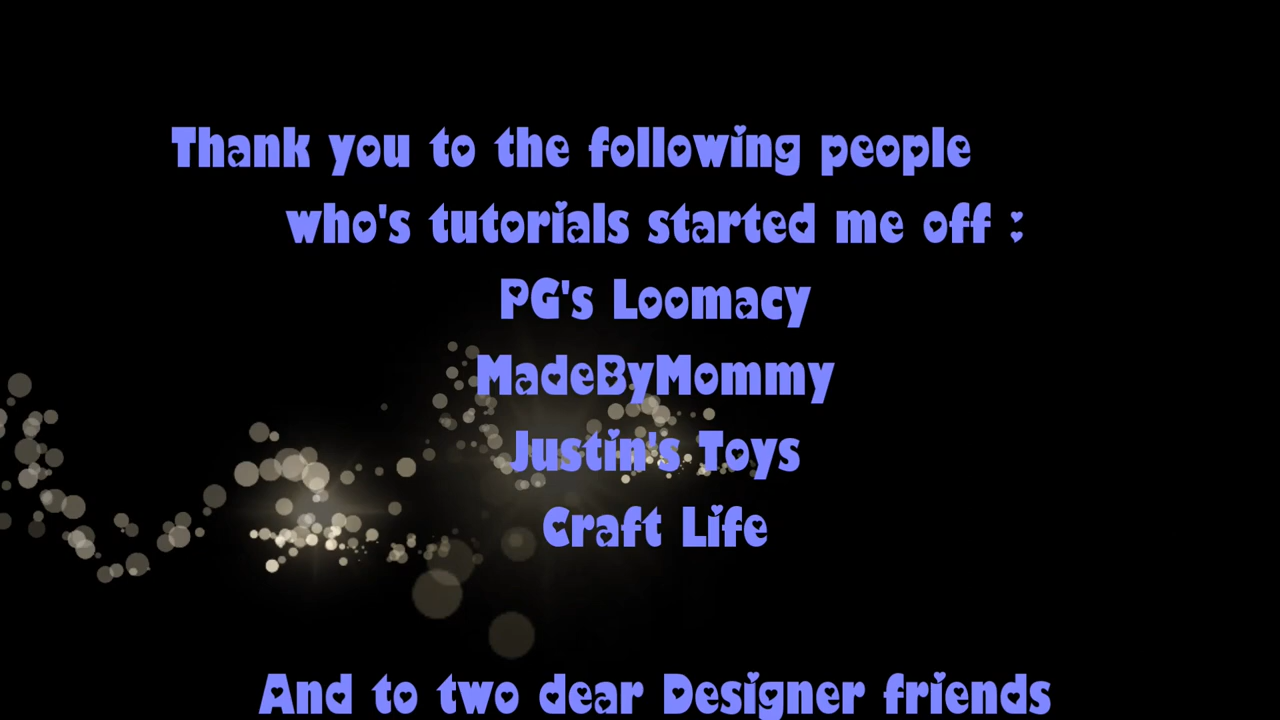 Thank you to the following people
who's tutorials started me off :
PG's Loomacy
MadeByMommy
Justin's Toys
Craft Life
And to two dear Designer friends